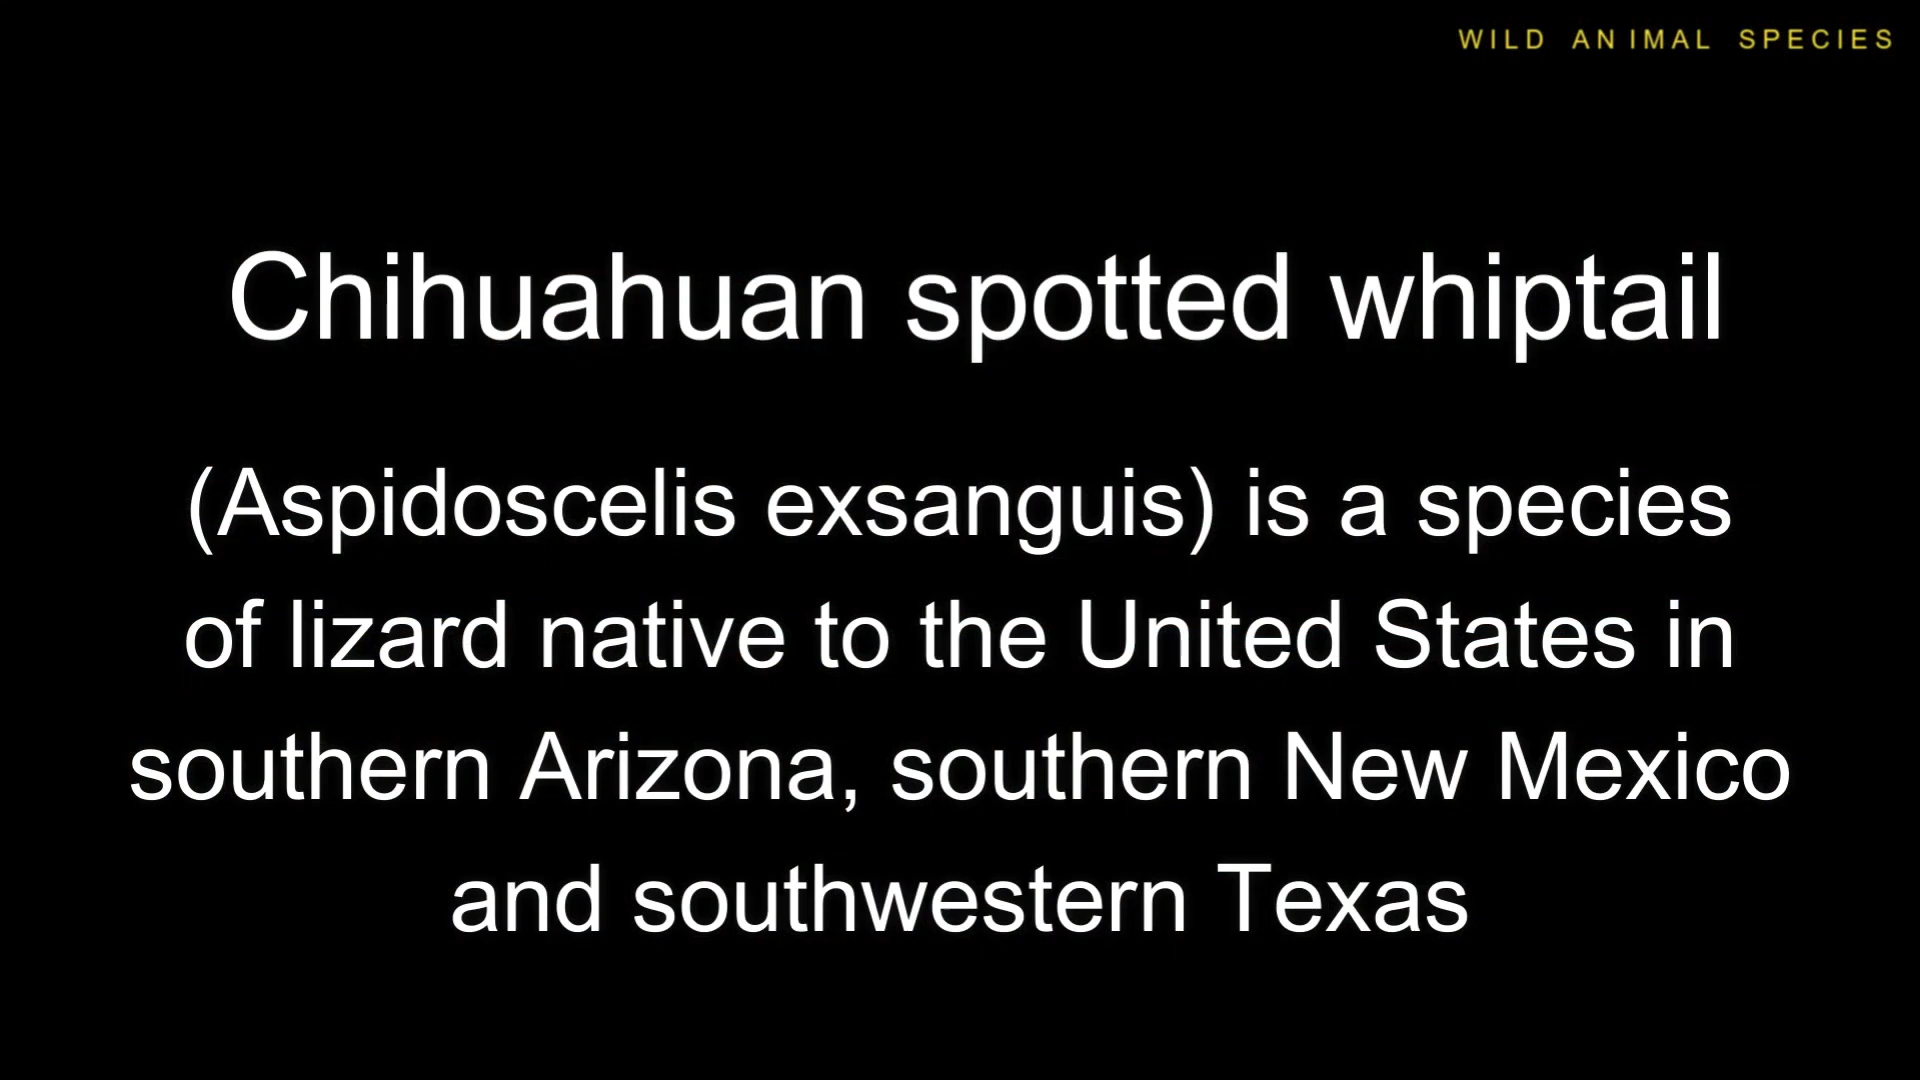 WILD ANIMAL SPECIES
Chihuahuan spotted whiptail
(Aspidoscelis exsanguis) is a species
of lizard native to the United States in
southern Arizona, southern New Mexico
and southwestern Texas